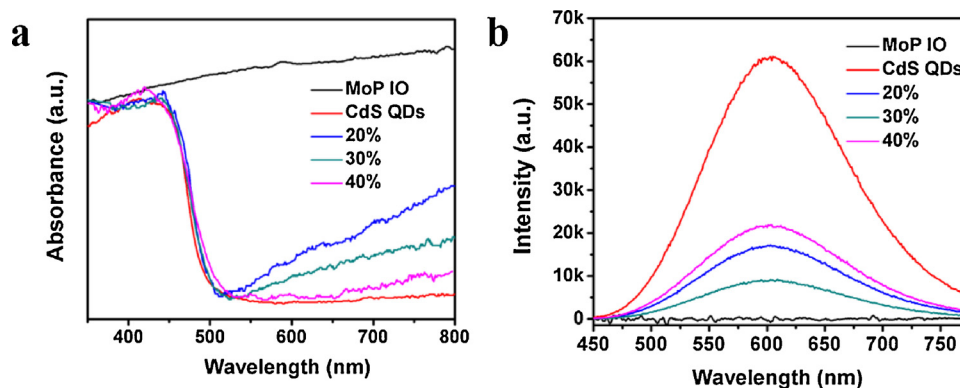 a
Absorbance (a.u.)
MoP IO
CdS QDs
20%
30%
40%
400 500 600 700 800
Wavelength (nm)
b
Intensity (a.u.)
70k
60k
50k
40k
30k
20k
10k
0
MoP IO
CdS QDs
20%
30%
40%
450 500 550 600 650 700 750
Wavelength (nm)